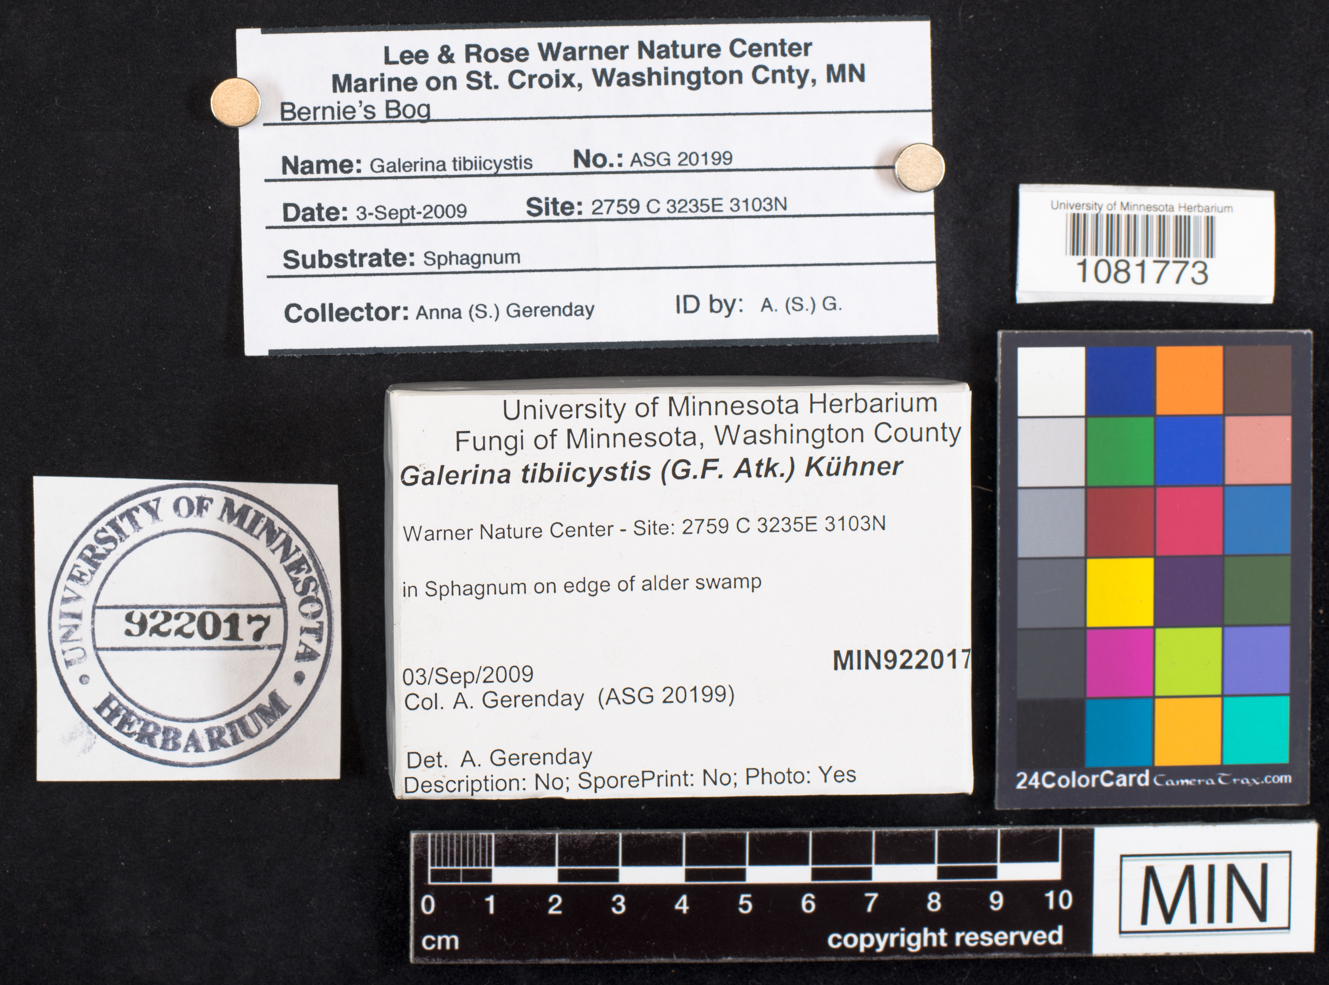 Lee & Rose Warner Nature Center
Marine on St. Croix, Washington Cnty, MN
Bernie's Bog
Name: Galerina tibiicystis No.: ASG 20199
Date: 3-Sept-2009 Site: 2759 C 3235E 3103N
Substrate: Sphagnum
Collector: Anna (S.) Gerenday ID by: A. (S.) G.
University of Minnesota Herbarium
1081773
University of Minnesota Herbarium
Fungi of Minnesota, Washington County
Galerina tibiicystis (G.F. Atk.) Kühner
Warner Nature Center - Site: 2759 C 3235E 3103N
in Sphagnum on edge of alder swamp
MIN922017
03/Sep/2009
Col. A. Gerenday (ASG 20199)
Det. A. Gerenday
Description: No; SporePrint: No; Photo: Yes
UNIVERSITY OF MINNESOTA
922017
HERBARIUM
24ColorCard CameraTrax.com
0 1 2 3 4 5 6 7 8 9 10
cm copyright reserved
MIN